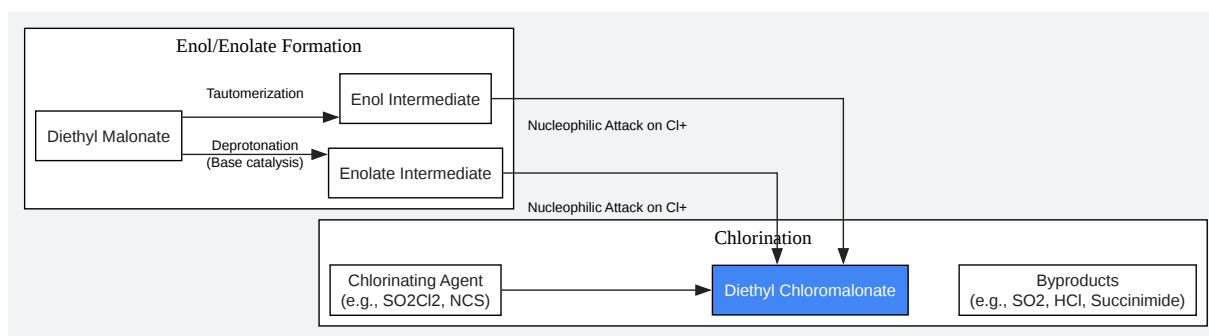 Enol/Enolate Formation
Tautomerization
Enol Intermediate
Diethyl Malonate
Nucleophilic Attack on Cl+
Deprotonation
(Base catalysis)
Enolate Intermediate
Nucleophilic Attack on Cl+
Chlorination
Chlorinating Agent
(e.g., SO2Cl2, NCS)
Diethyl Chloromalonate
Byproducts
(e.g., SO2, HCl, Succinimide)